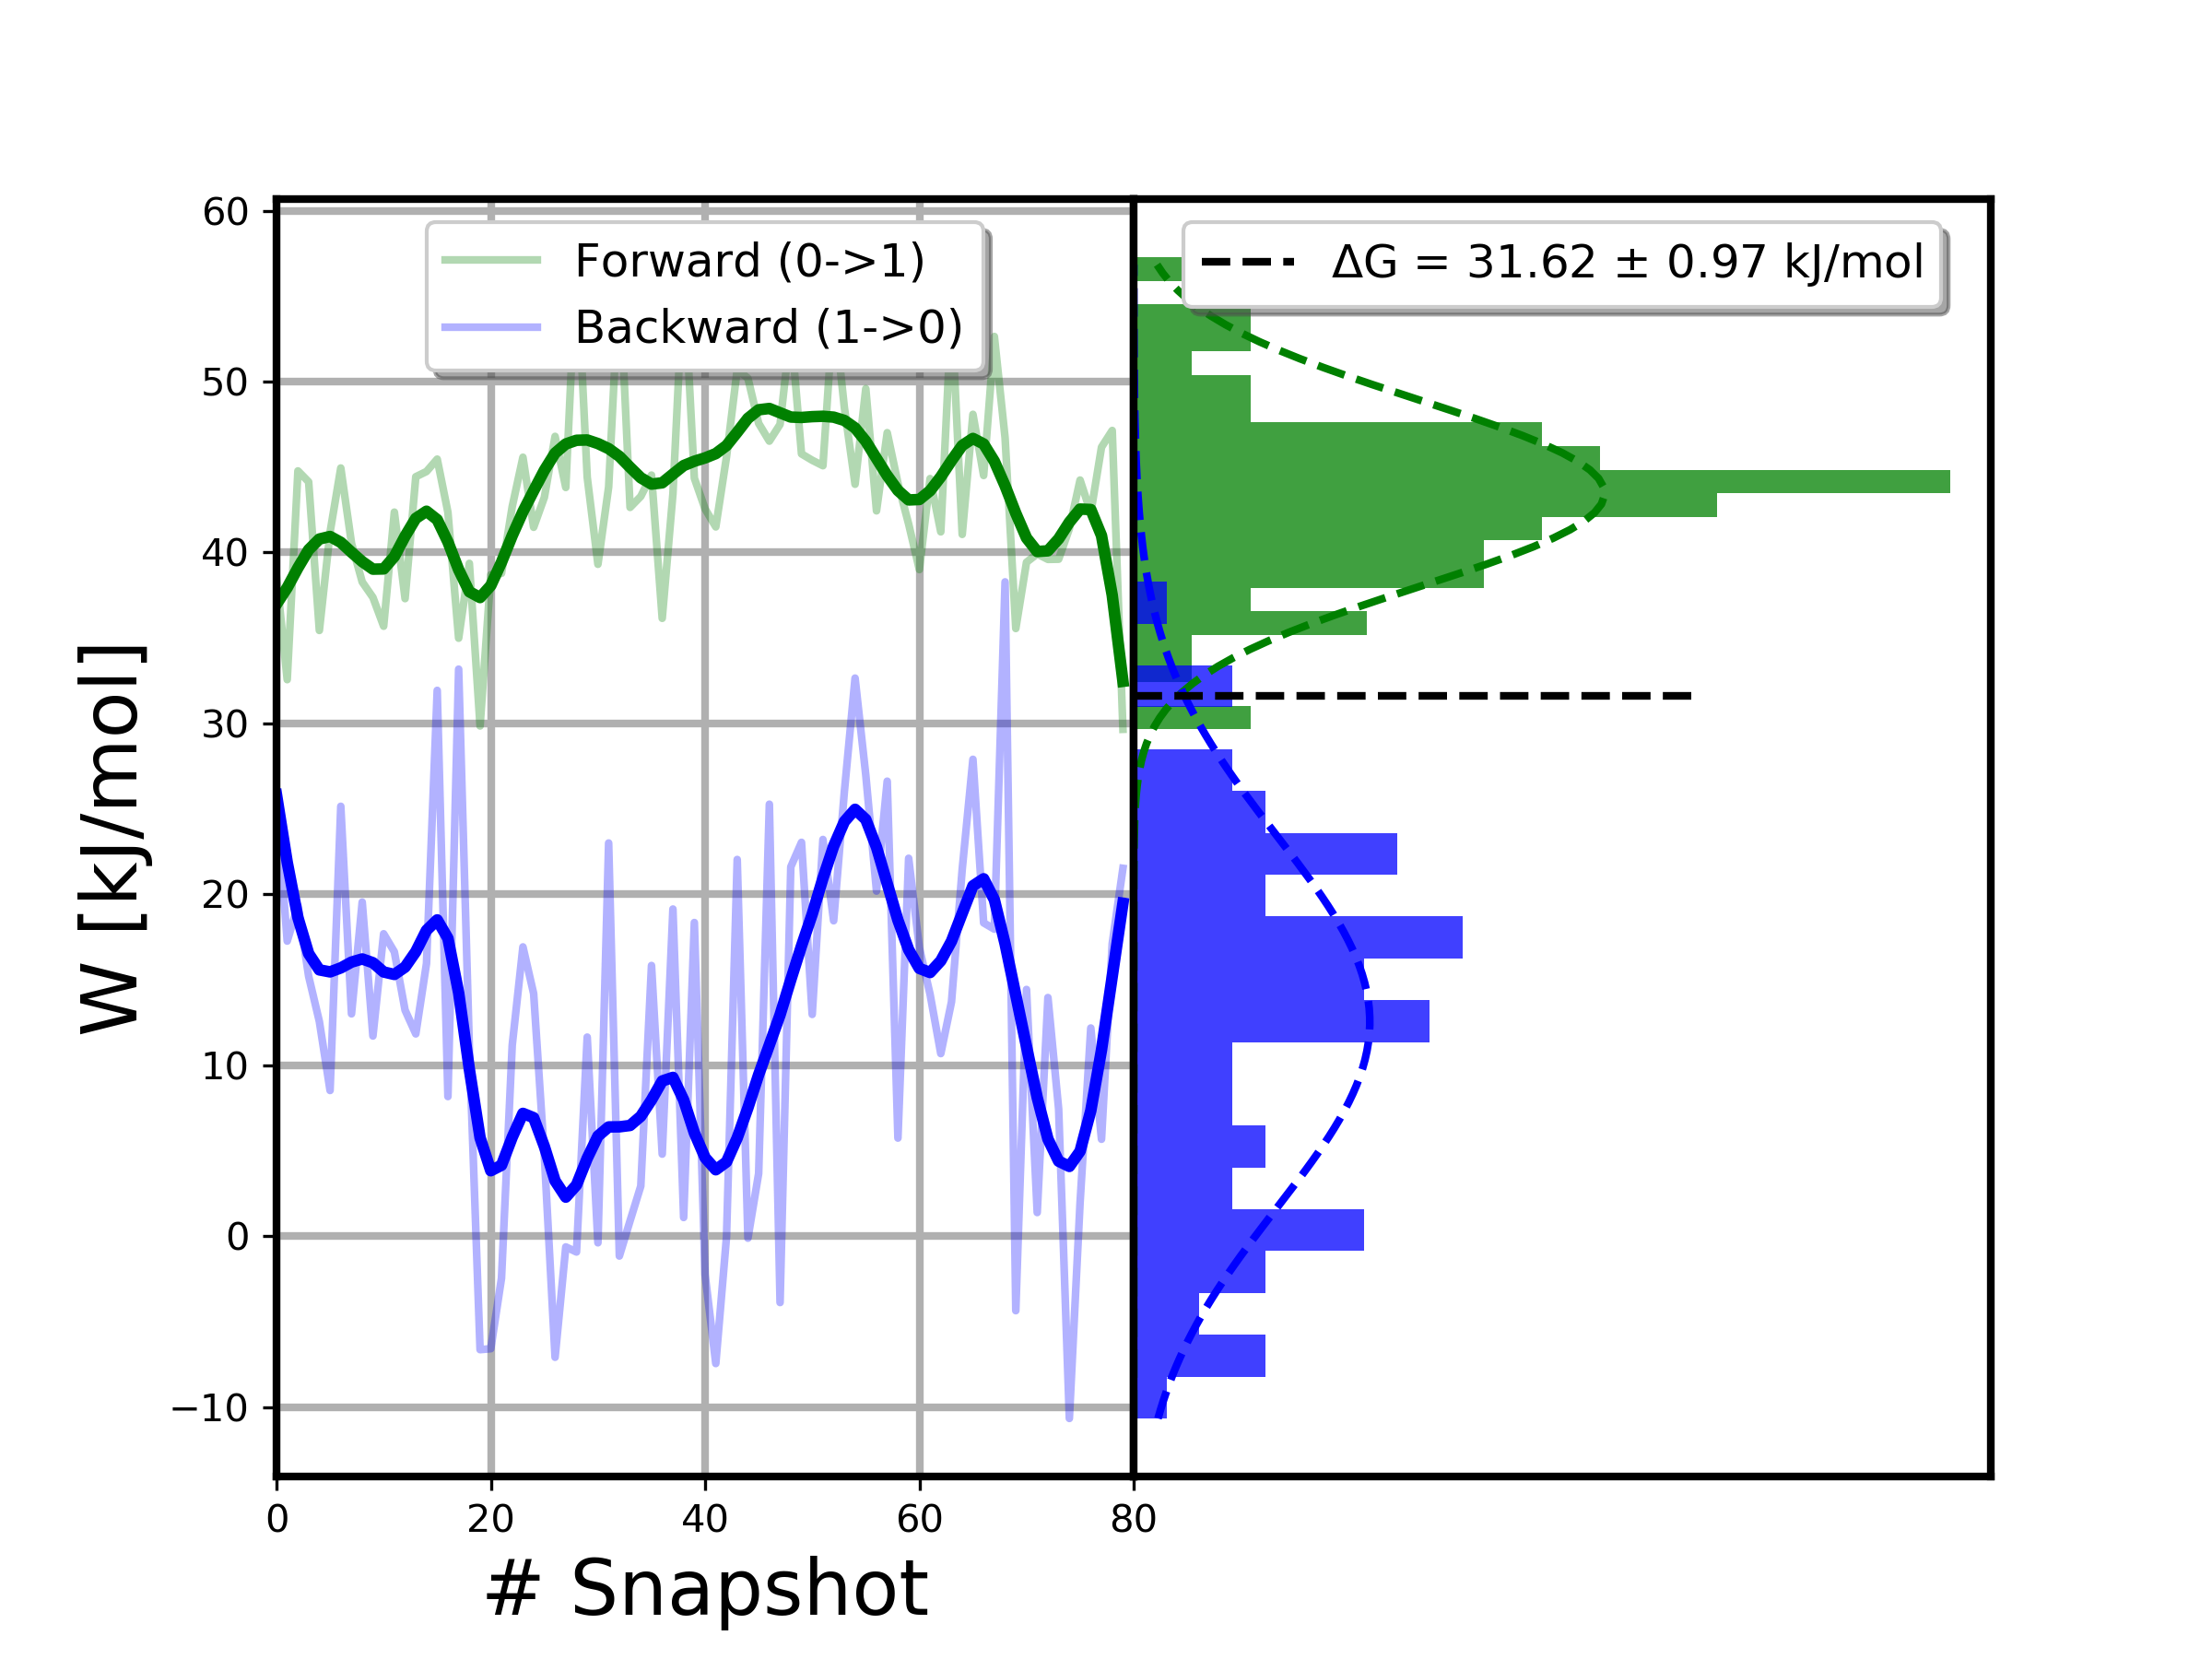 60
50
40
30
20
10
0
−10
W [kJ/mol]
Forward (0->1)
Backward (1->0)
ΔG = 31.62 ± 0.97 kJ/mol
0 20 40 60 80
# Snapshot